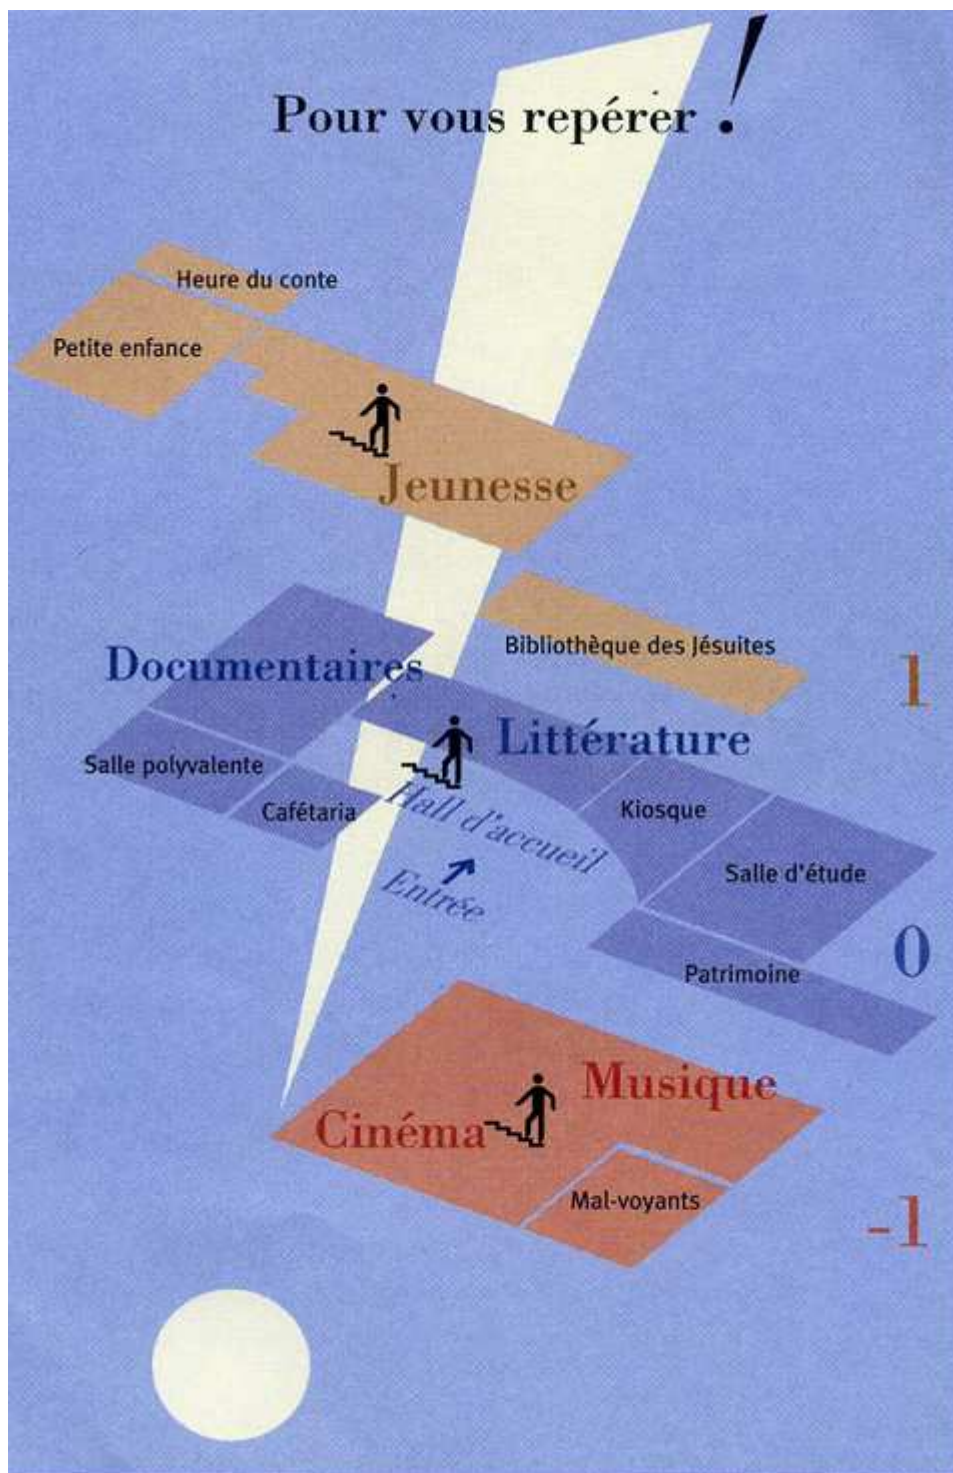 Pour vous repérer !
Heure du conte
Petite enfance
Jeunesse
Bibliothèque des Jésuites
1
Documentaires
Littérature
Salle polyvalente
Cafétaria
Kiosque
Hall d'accueil
Entrée
Salle d'étude
0
Patrimoine
Musique
Cinéma
Mal-voyants
-1